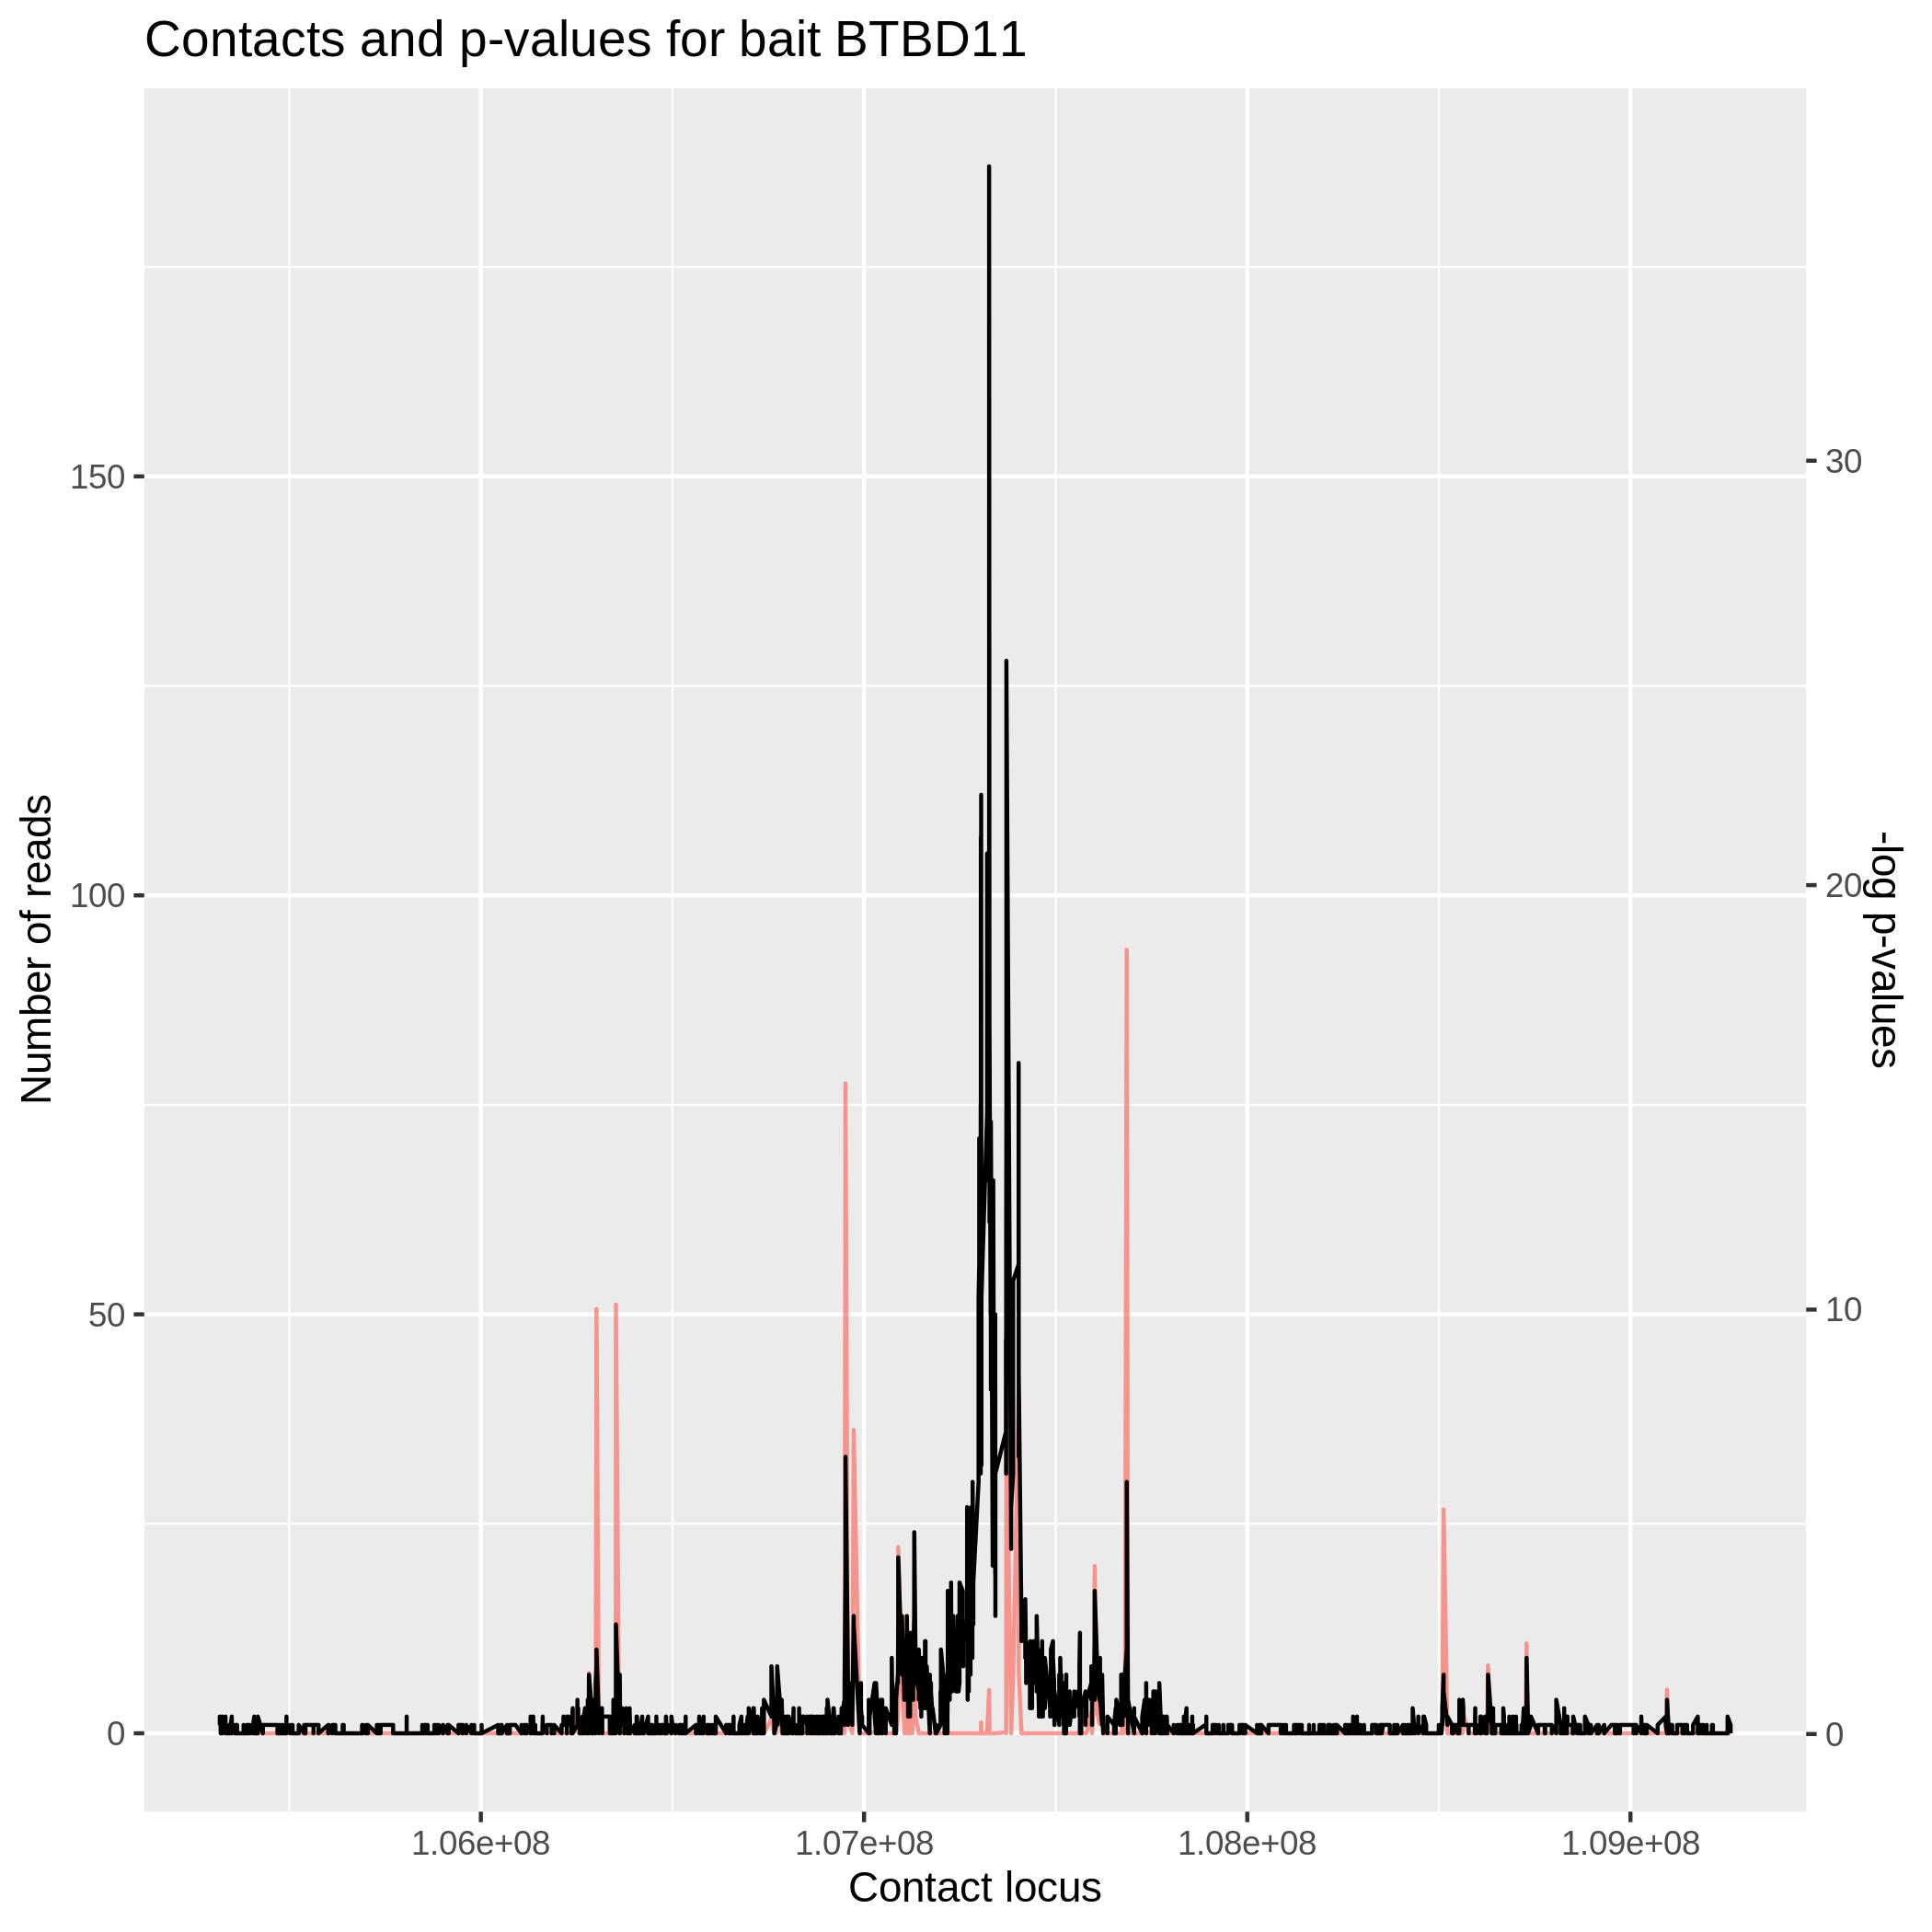 Contacts and p-values for bait BTBD11
Number of reads
150
100
50
0
30
20
10
0
-log p-values
1.06e+08
1.07e+08
1.08e+08
1.09e+08
Contact locus